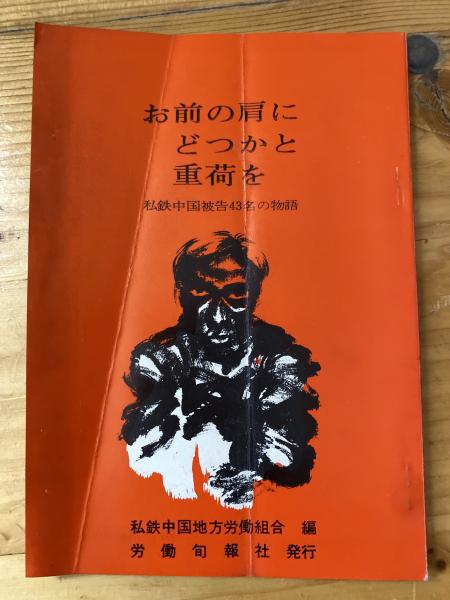 お前の肩に
どつかと
重荷を
私鉄中国被告43名の物語
私鉄中国地方労働組合 編
労働旬報社 発行